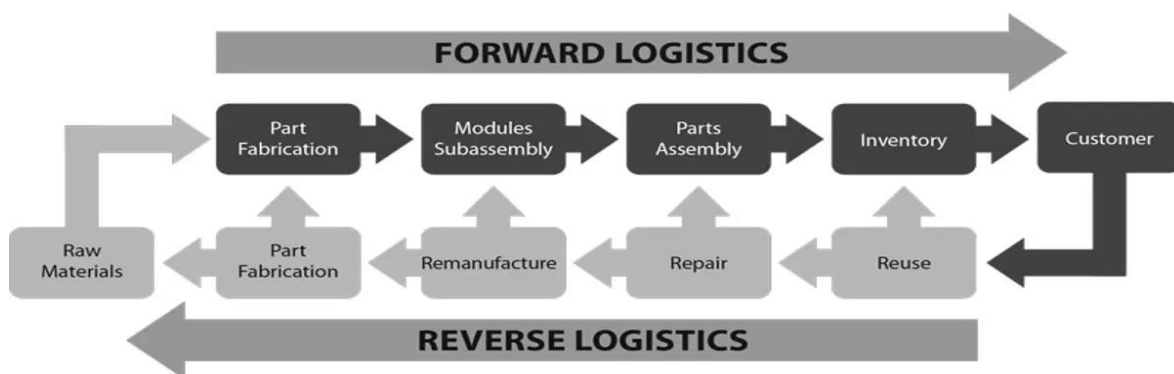 FORWARD LOGISTICS
Part
Fabrication
Modules
Subassembly
Parts
Assembly
Inventory
Customer
Raw
Materials
Part
Fabrication
Remanufacture
Repair
Reuse
REVERSE LOGISTICS